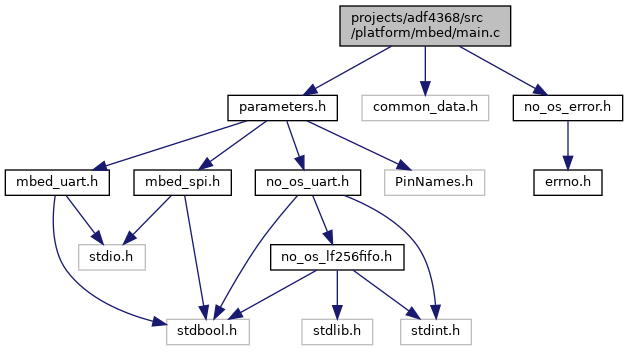 projects/adf4368/src
/platform/mbed/main.c
parameters.h
common_data.h
no_os_error.h
mbed_uart.h
mbed_spi.h
no_os_uart.h
PinNames.h
errno.h
stdio.h
no_os_lf256fifo.h
stdbool.h
stdlib.h
stdint.h